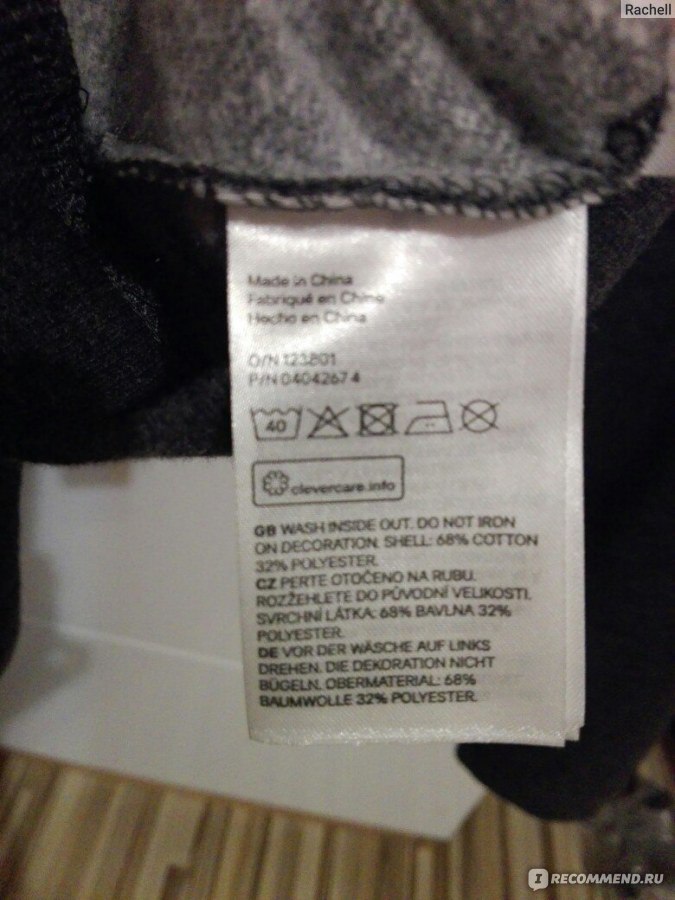 Rachell
Made in China
Fabriqué en Chine
Hecho en China
O/N 123801
P/N 0404267 4
40
clevercare.info
GB WASH INSIDE OUT. DO NOT IRON
ON DECORATION. SHELL: 68% COTTON
32% POLYESTER.
CZ PERTE OTOČENO NA RUBU.
ROZŽEHLETE DO PŮVODNÍ VELIKOSTI.
SVRCHNÍ LÁTKA: 68% BAVLNA 32%
POLYESTER.
DE VOR DER WÄSCHE AUF LINKS
DREHEN. DIE DEKORATION NICHT
BÜGELN. OBERMATERIAL: 68%
BAUMWOLLE 32% POLYESTER.
IRECOMMEND.RU